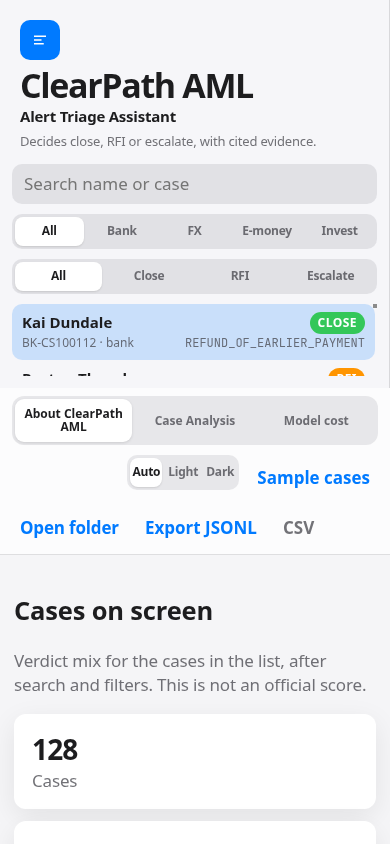 ClearPath AML
Alert Triage Assistant
Decides close, RFI or escalate, with cited evidence.
Search name or case
All Bank FX E-money Invest
All Close RFI Escalate
Kai Dundale CLOSE
BK-CS100112 · bank REFUND_OF_EARLIER_PAYMENT
About ClearPath
AML
Case Analysis Model cost
Auto Light Dark Sample cases
Open folder Export JSONL CSV
Cases on screen
Verdict mix for the cases in the list, after
search and filters. This is not an official score.
128
Cases